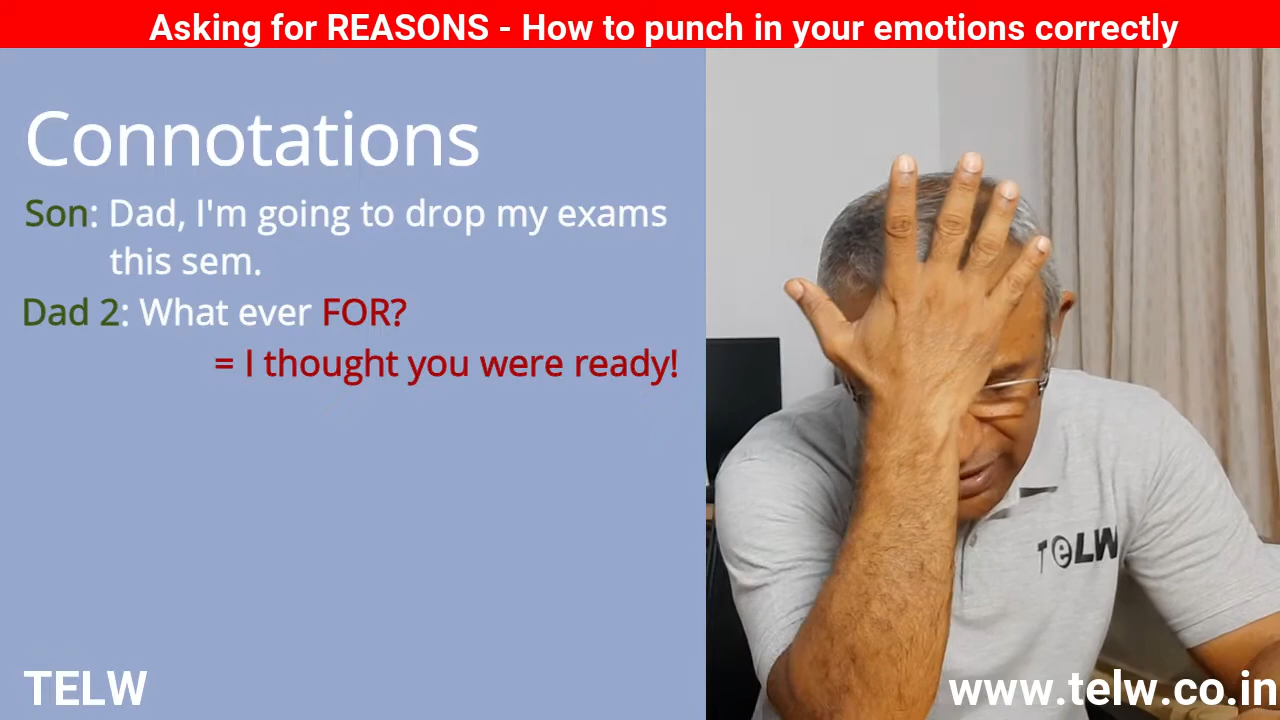 Asking for REASONS - How to punch in your emotions correctly
Connotations
Son: Dad, I'm going to drop my exams
this sem.
Dad 2: What ever FOR?
= I thought you were ready!
TeLW
TELW
www.telw.co.in